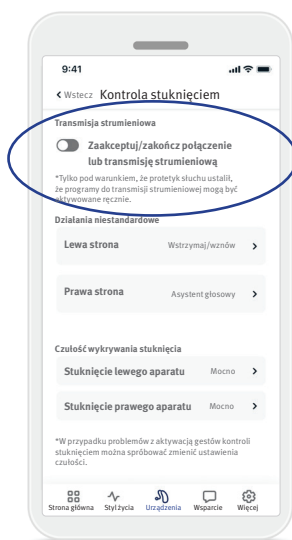 9:41
Wstecz Kontrola stuknięciem
Transmisja strumieniowa
Zaakceptuj/zakończ połączenie
lub transmisję strumieniową
*Tylko pod warunkiem, że protetyk słuchu ustalił,
że programy do transmisji strumieniowej mogą być
aktywowane ręcznie.
Działania niestandardowe
Lewa strona Wstrzymaj/wznów
Prawa strona Asystent głosowy
Czułość wykrywania stuknięcia
Stuknięcie lewego aparatu Mocno
Stuknięcie prawego aparatu Mocno
*W przypadku problemów z aktywacją gestów kontroli
stuknięciem można spróbować zmienić ustawienia
czułości.
Strona główna Styl życia Urządzenia Wsparcie Więcej